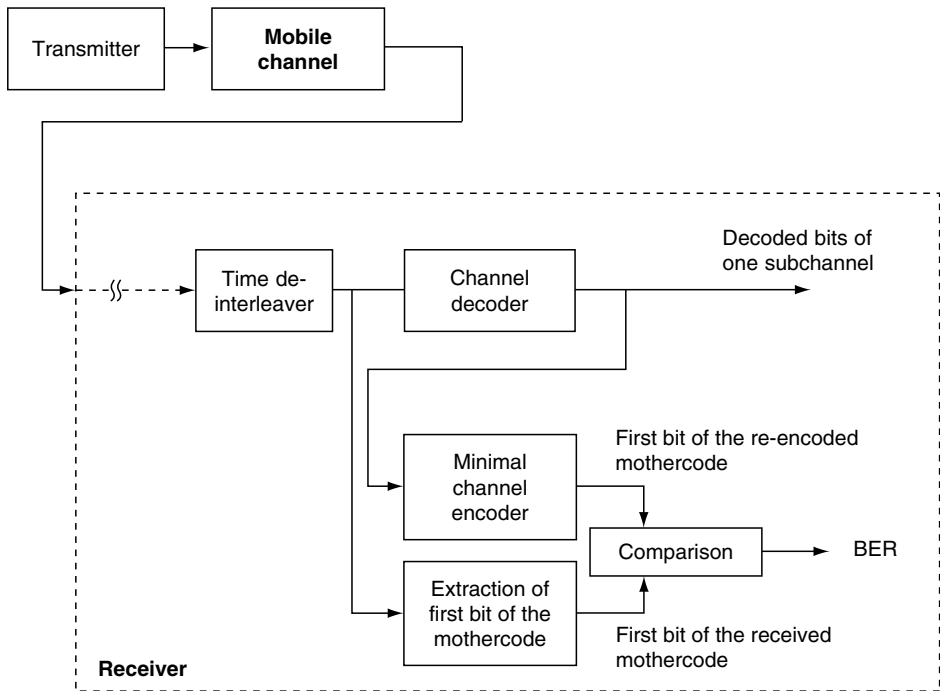 Transmitter
Mobile
channel
Decoded bits of
one subchannel
Time de-
interleaver
Channel
decoder
First bit of the re-encoded
mothercode
Minimal
channel
encoder
Comparison
BER
Extraction of
first bit of the
mothercode
First bit of the received
mothercode
Receiver